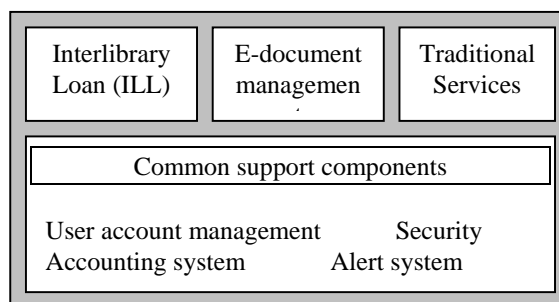 Interlibrary
Loan (ILL)
E-document
managemen
Traditional
Services
Common support components
User account management Security
Accounting system Alert system